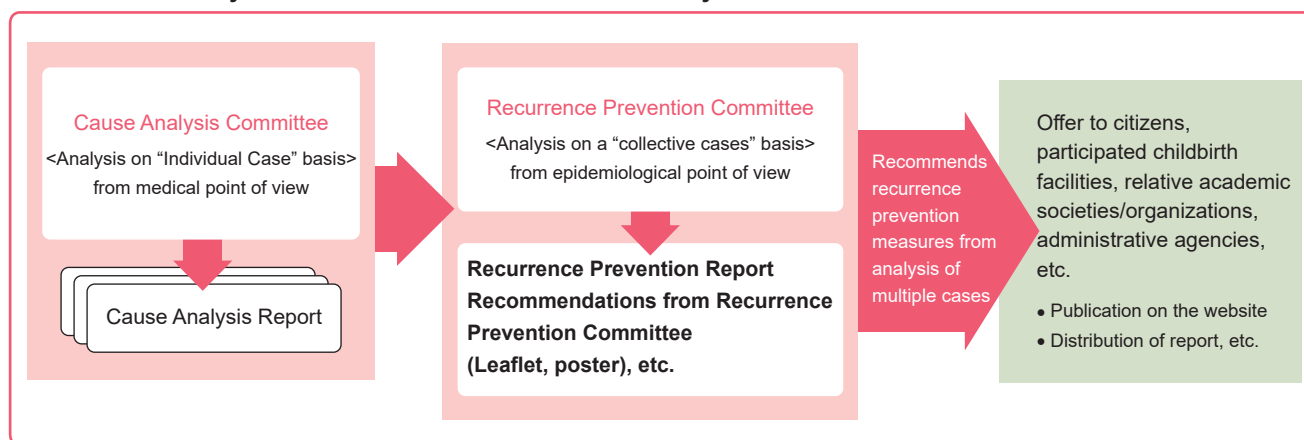 Cause Analysis Committee
<Analysis on “Individual Case” basis>
from medical point of view
Cause Analysis Report
Recurrence Prevention Committee
<Analysis on a “collective cases” basis>
from epidemiological point of view
Recurrence Prevention Report
Recommendations from Recurrence
Prevention Committee
(Leaflet, poster), etc.
Recommends
recurrence
prevention
measures from
analysis of
multiple cases
Offer to citizens,
participated childbirth
facilities, relative academic
societies/organizations,
administrative agencies,
etc.
• Publication on the website
• Distribution of report, etc.